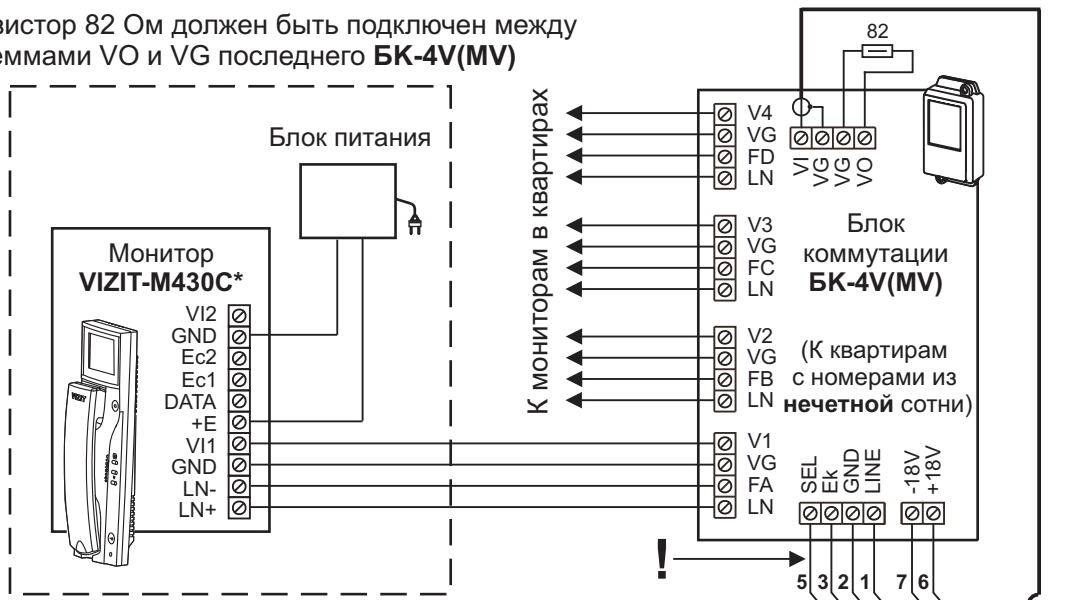 зистор 82 Ом должен быть подключен между
еммами VO и VG последнего БК-4V(MV)
82
Блок питания
Монитор
VIZIT-M430C*
VIZIT
VI2
GND
Ec2
Ec1
DATA
+E
VI1
GND
LN-
LN+
К мониторам в квартирах
V4
VG
FD
LN
VI
VG
VG
VO
V3
VG
FC
LN
Блок
коммутации
БК-4V(MV)
V2
VG
FB
LN
(К квартирам
с номерами из
нечетной сотни)
V1
VG
FA
LN
SEL
Ek
GND
LINE
-18V
+18V
!
5 3 2 1 7 6